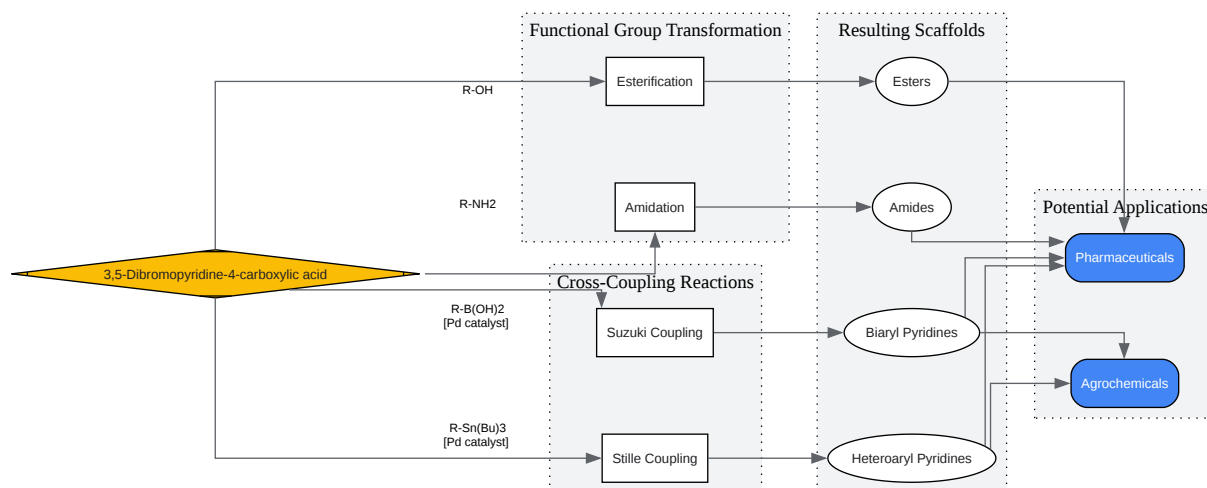 Functional Group Transformation
Resulting Scaffolds
Esterification
Esters
R-OH
R-NH2
Amidation
Amides
Potential Applications
Pharmaceuticals
3,5-Dibromopyridine-4-carboxylic acid
Cross-Coupling Reactions
R-B(OH)2
[Pd catalyst]
Suzuki Coupling
Biaryl Pyridines
Agrochemicals
R-Sn(Bu)3
[Pd catalyst]
Stille Coupling
Heteroaryl Pyridines